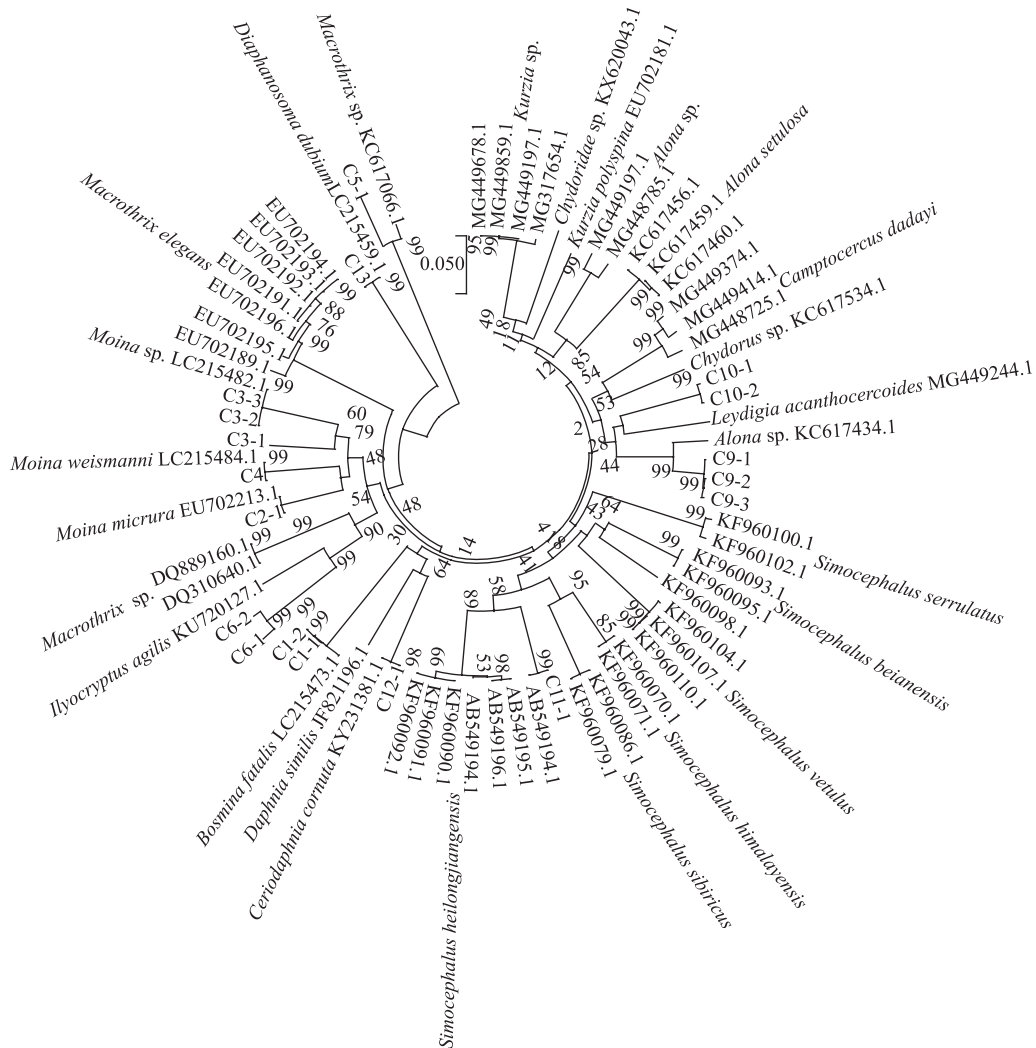 MG449678.1
MG449859.1
Kurzia sp.
MG449197.1
MG317654.1
Chydoridae sp. KX620043.1
Kurzia polyspina EU702181.1
MG449197.1
Alona sp.
MG448785.1
KC617456.1
KC617459.1
Alona setulosa
KC617460.1
MG449374.1
MG449414.1
Camptocercus dadayi
MG448725.1
Chydorus sp. KC617534.1
C10-1
C10-2
Leydigia acanthocercoides MG449244.1
Alona sp. KC617434.1
C9-1
C9-2
C9-3
KF960100.1
KF960102.1
Simocephalus serrulatus
KF960093.1
KF960095.1
Simocephalus beianensis
KF960098.1
KF960104.1
KF960107.1
Simocephalus vetulus
KF960110.1
KF960070.1
KF960071.1
Simocephalus himalayensis
KF960086.1
Simocephalus sibiricus
KF960079.1
C11-1
AB549194.1
AB549195.1
AB549196.1
AB549194.1
Simocephalus heilongjiangensis
KF960090.1
KF960091.1
KF960092.1
C12-1
Ceriodaphnia cornuta KY231381.1
Daphnia similis JF821196.1
Bosmina fatalis LC215473.1
C1-1
C1-2
C6-1
C6-2
Ilyocryptus agilis KU720127.1
DQ310640.1
Macrothrix sp.
DQ889160.1
C2-1
Moina micrura EU702213.1
C4
Moina weismanni LC215484.1
C3-1
C3-2
C3-3
Moina sp. LC215482.1
EU702189.1
EU702195.1
EU702196.1
Macrothrix elegans
EU702191.1
EU702192.1
EU702193.1
EU702194.1
C13
Diaphanosoma dubiumLC215459.1
C5-1
Macrothrix sp. KC617066.1
0.050
95
99
49
18
11
12
99
99
8
54
99
99
53
99
2
28
44
99
99
99
64
43
99
99
4
8
41
95
85
58
89
99
98
53
66
86
14
64
30
48
99
99
99
99
90
54
99
99
48
99
79
60
99
99
76
88
99
99
99